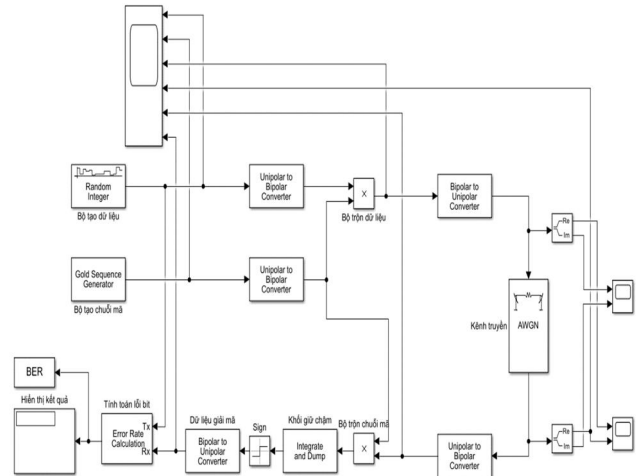 Random
Integer
Bộ tạo dữ liệu
Unipolar to
Bipolar
Converter
X
Bộ trộn dữ liệu
Bipolar to
Unipolar
Converter
Re
Im
Gold Sequence
Generator
Bộ tạo chuỗi mã
Unipolar to
Bipolar
Converter
Kênh truyền
AWGN
BER
Hiển thị kết quả
Tính toán lỗi bit
Tx
Error Rate
Calculation
Rx
Dữ liệu giải mã
Bipolar to
Unipolar
Converter
Sign
Khối giữ chậm
Integrate
and Dump
Bộ trộn chuỗi mã
X
Unipolar to
Bipolar
Converter
Re
Im